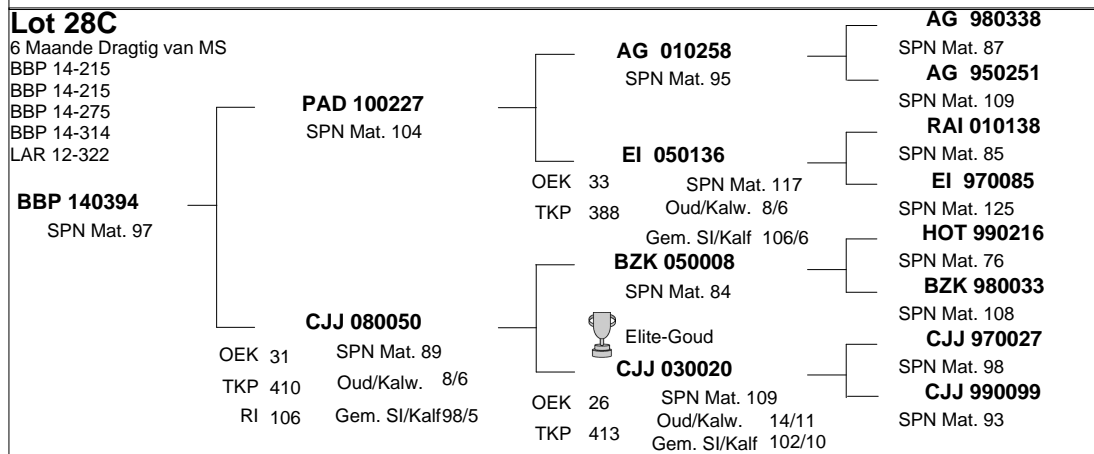 Lot 28C
6 Maande Dragtig van MS
BBP 14-215
BBP 14-215
BBP 14-275
BBP 14-314
LAR 12-322
BBP 140394
SPN Mat. 97
PAD 100227
SPN Mat. 104
CJJ 080050
OEK 31 SPN Mat. 89
TKP 410 Oud/Kalw. 8/6
RI 106 Gem. SI/Kalf 98/5
AG 010258
SPN Mat. 95
EI 050136
OEK 33 SPN Mat. 117
TKP 388 Oud/Kalw. 8/6
Gem. SI/Kalf 106/6
BZK 050008
SPN Mat. 84
Elite-Goud
CJJ 030020
OEK 26 SPN Mat. 109
Oud/Kalw. 14/11
TKP 413 Gem. SI/Kalf 102/10
AG 980338
SPN Mat. 87
AG 950251
SPN Mat. 109
RAI 010138
SPN Mat. 85
EI 970085
SPN Mat. 125
HOT 990216
SPN Mat. 76
BZK 980033
SPN Mat. 108
CJJ 970027
SPN Mat. 98
CJJ 990099
SPN Mat. 93